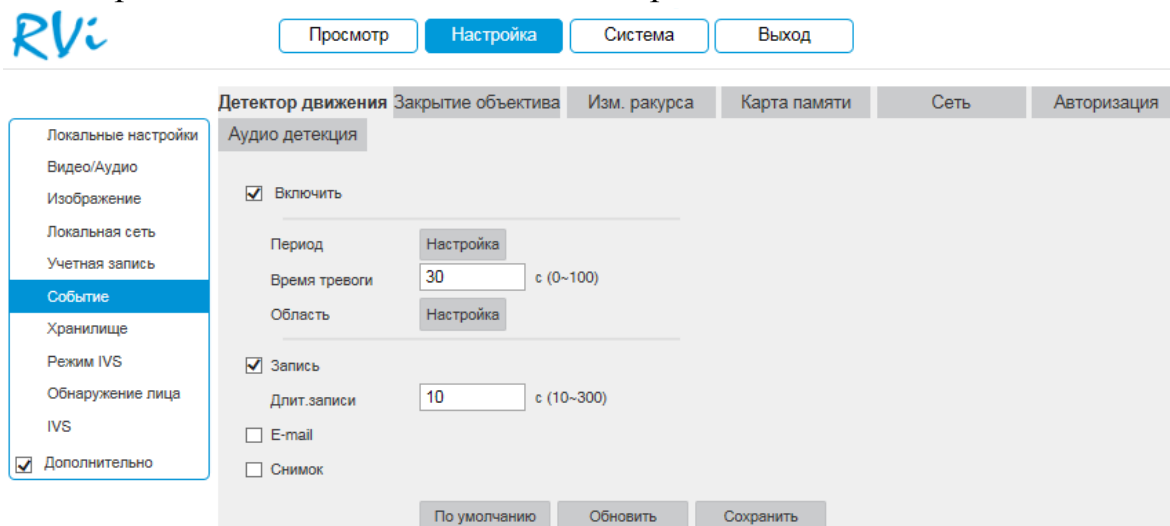 RVi
Просмотр Настройка Система Выход
Детектор движения Закрытие объектива Изм. ракурса Карта памяти Сеть Авторизация
Аудио детекция
Локальные настройки
Видео/Аудио
Изображение
Локальная сеть
Учетная запись
Событие
Хранилище
Режим IVS
Обнаружение лица
IVS
Дополнительно
Включить
Период Настройка
Время тревоги 30 с (0~100)
Область Настройка
Запись
Длит.записи 10 с (10~300)
E-mail
Снимок
По умолчанию Обновить Сохранить